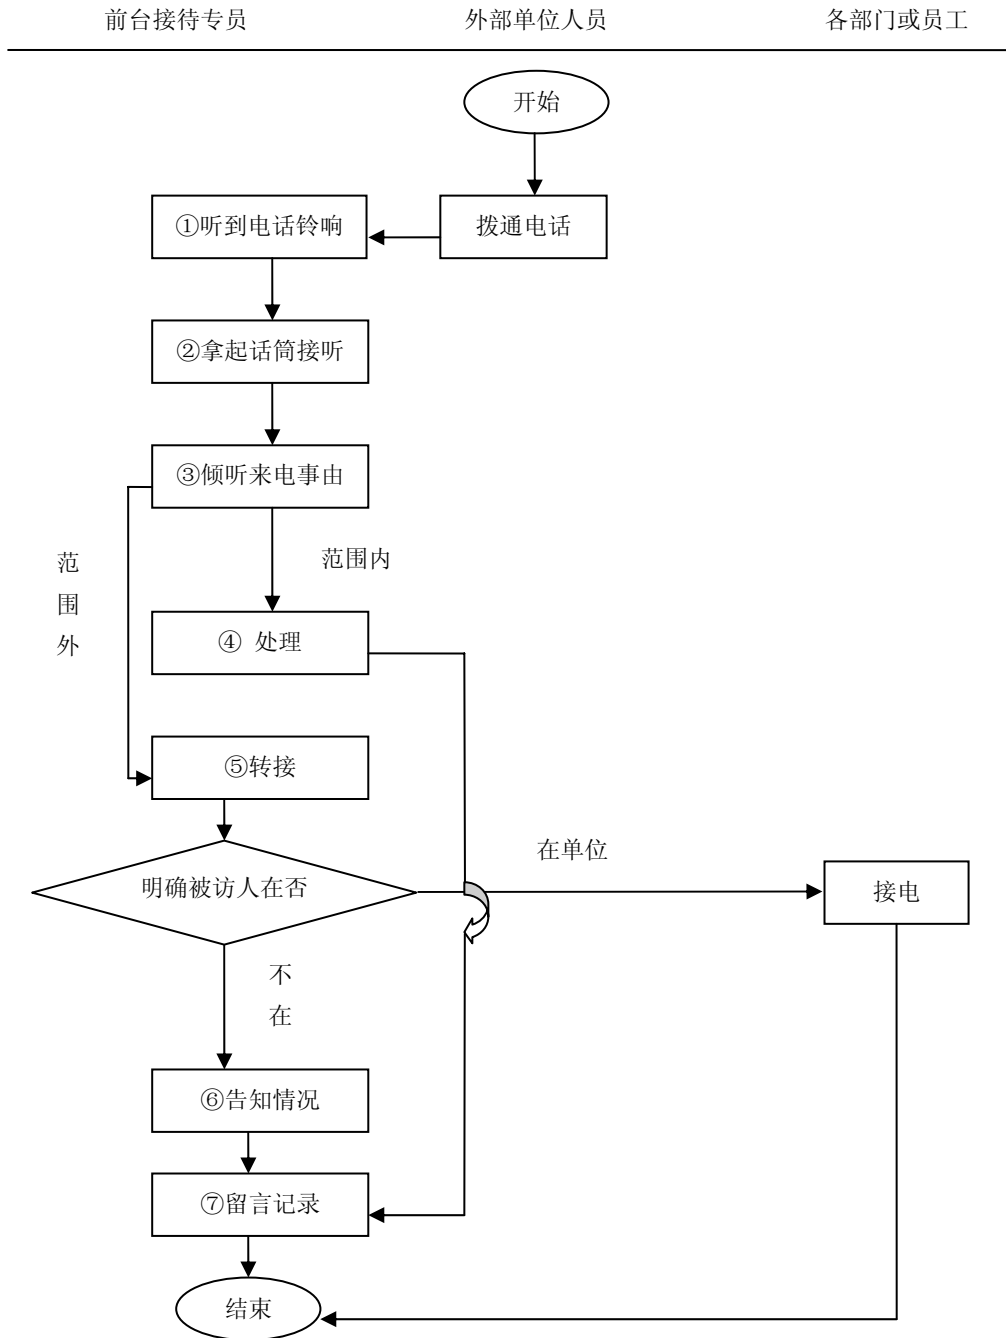 前台接待专员 外部单位人员 各部门或员工
开始
①听到电话铃响
拨通电话
②拿起话筒接听
③倾听来电事由
范围外
范围内
④ 处理
⑤转接
在单位
明确被访人在否
接电
不在
⑥告知情况
⑦留言记录
结束